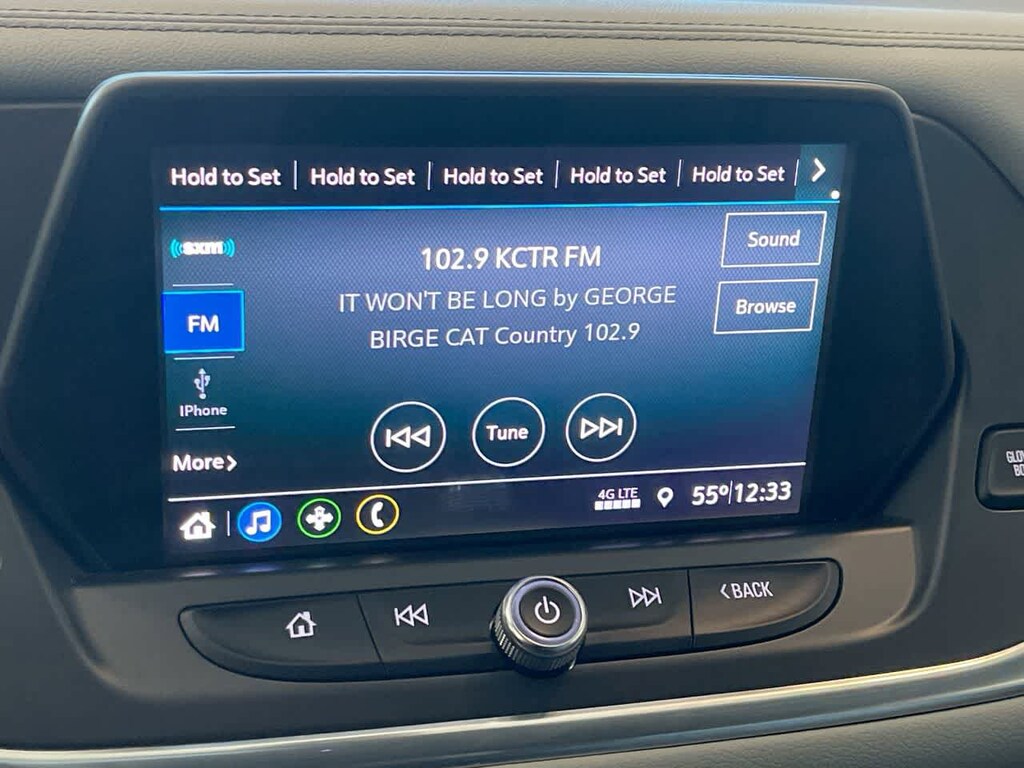 Hold to Set Hold to Set Hold to Set Hold to Set Hold to Set
((sxm)) 102.9 KCTR FM Sound
IT WON'T BE LONG by GEORGE
BIRGE CAT Country 102.9
Browse
FM
IPhone
Tune
More>
4G LTE
55° 12:33
<BACK